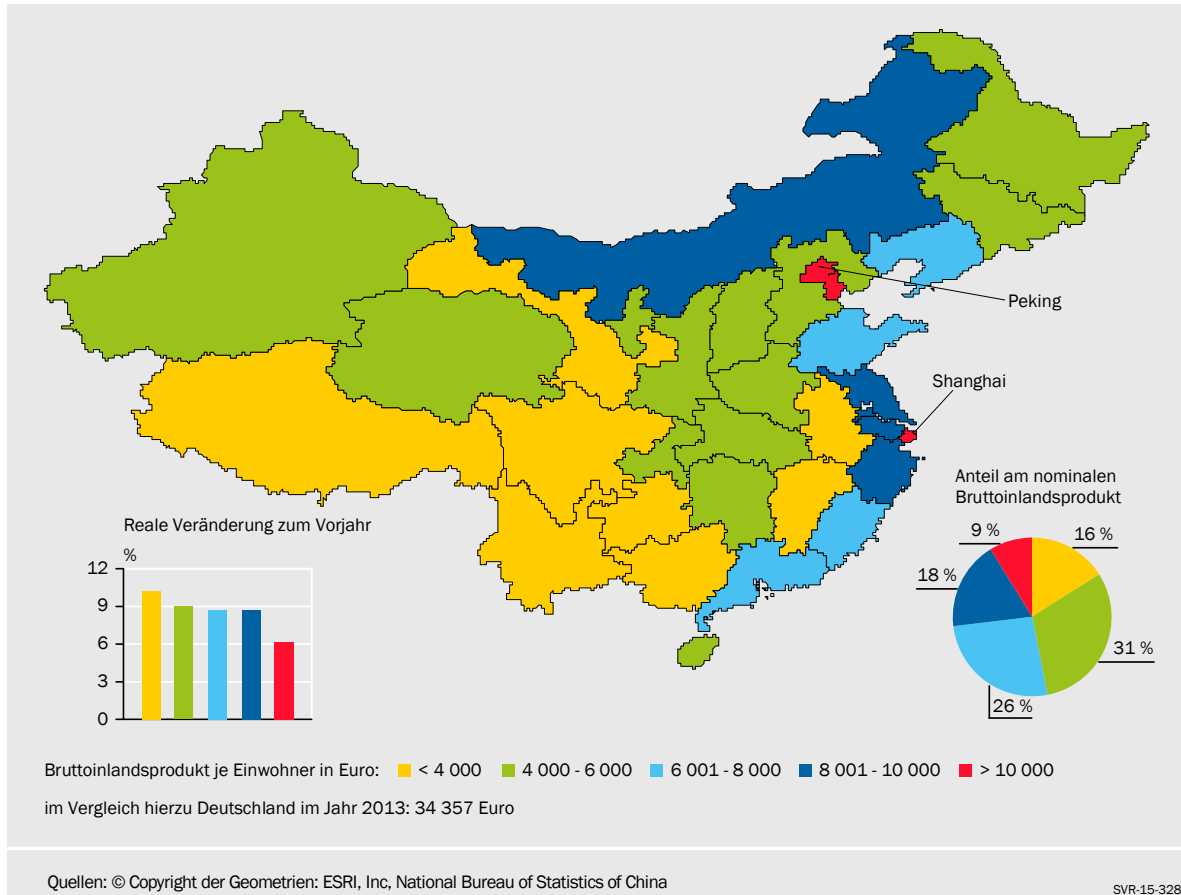 Peking
Shanghai
Anteil am nominalen
Bruttoinlandsprodukt
9 %
16 %
18 %
31 %
26 %
Reale Veränderung zum Vorjahr
%
12
9
6
3
0
Bruttoinlandsprodukt je Einwohner in Euro: < 4 000 4 000 - 6 000 6 001 - 8 000 8 001 - 10 000 > 10 000
im Vergleich hierzu Deutschland im Jahr 2013: 34 357 Euro
Quellen: © Copyright der Geometrien: ESRI, Inc, National Bureau of Statistics of China
SVR-15-328